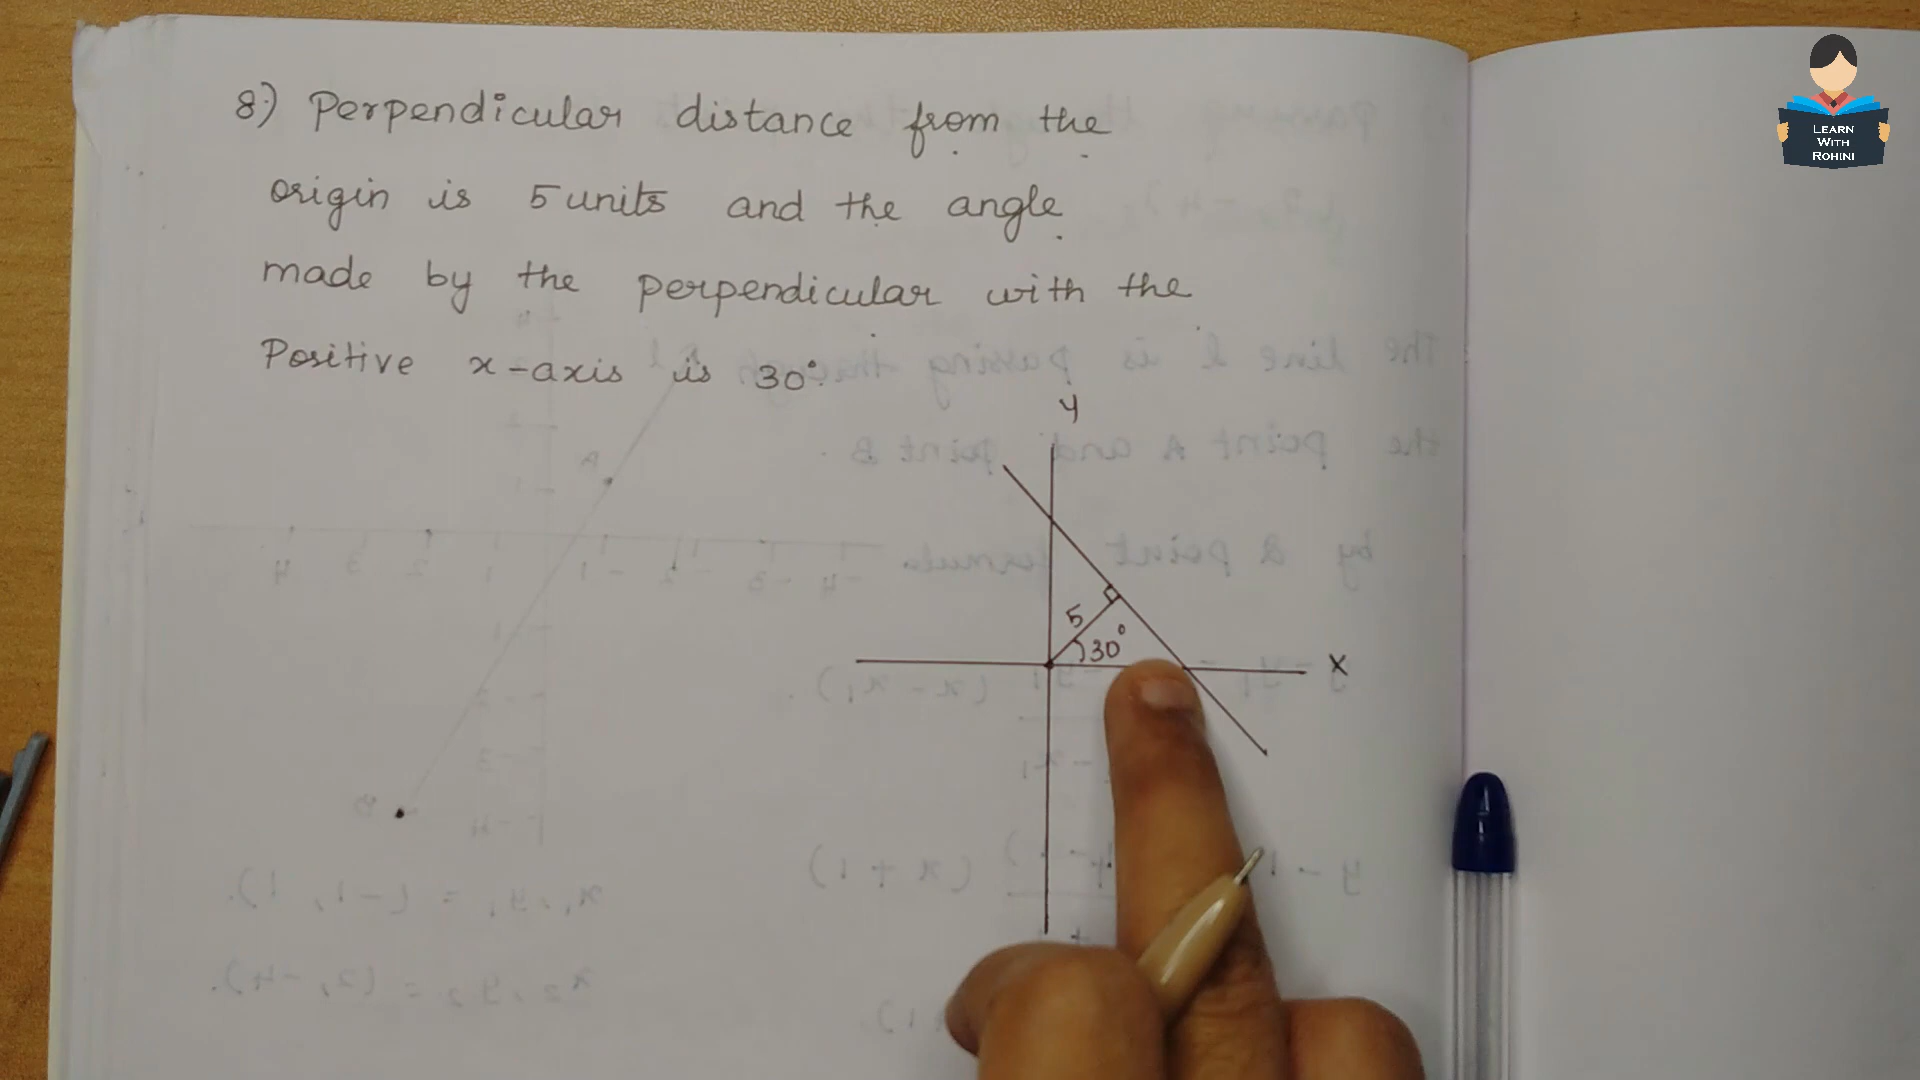 8) Perpendicular distance from the
origin is 5 units and the angle
made by the perpendicular with the
Positive x-axis is 30°.
y
5
30°
X
LEARN
WITH
ROHINI